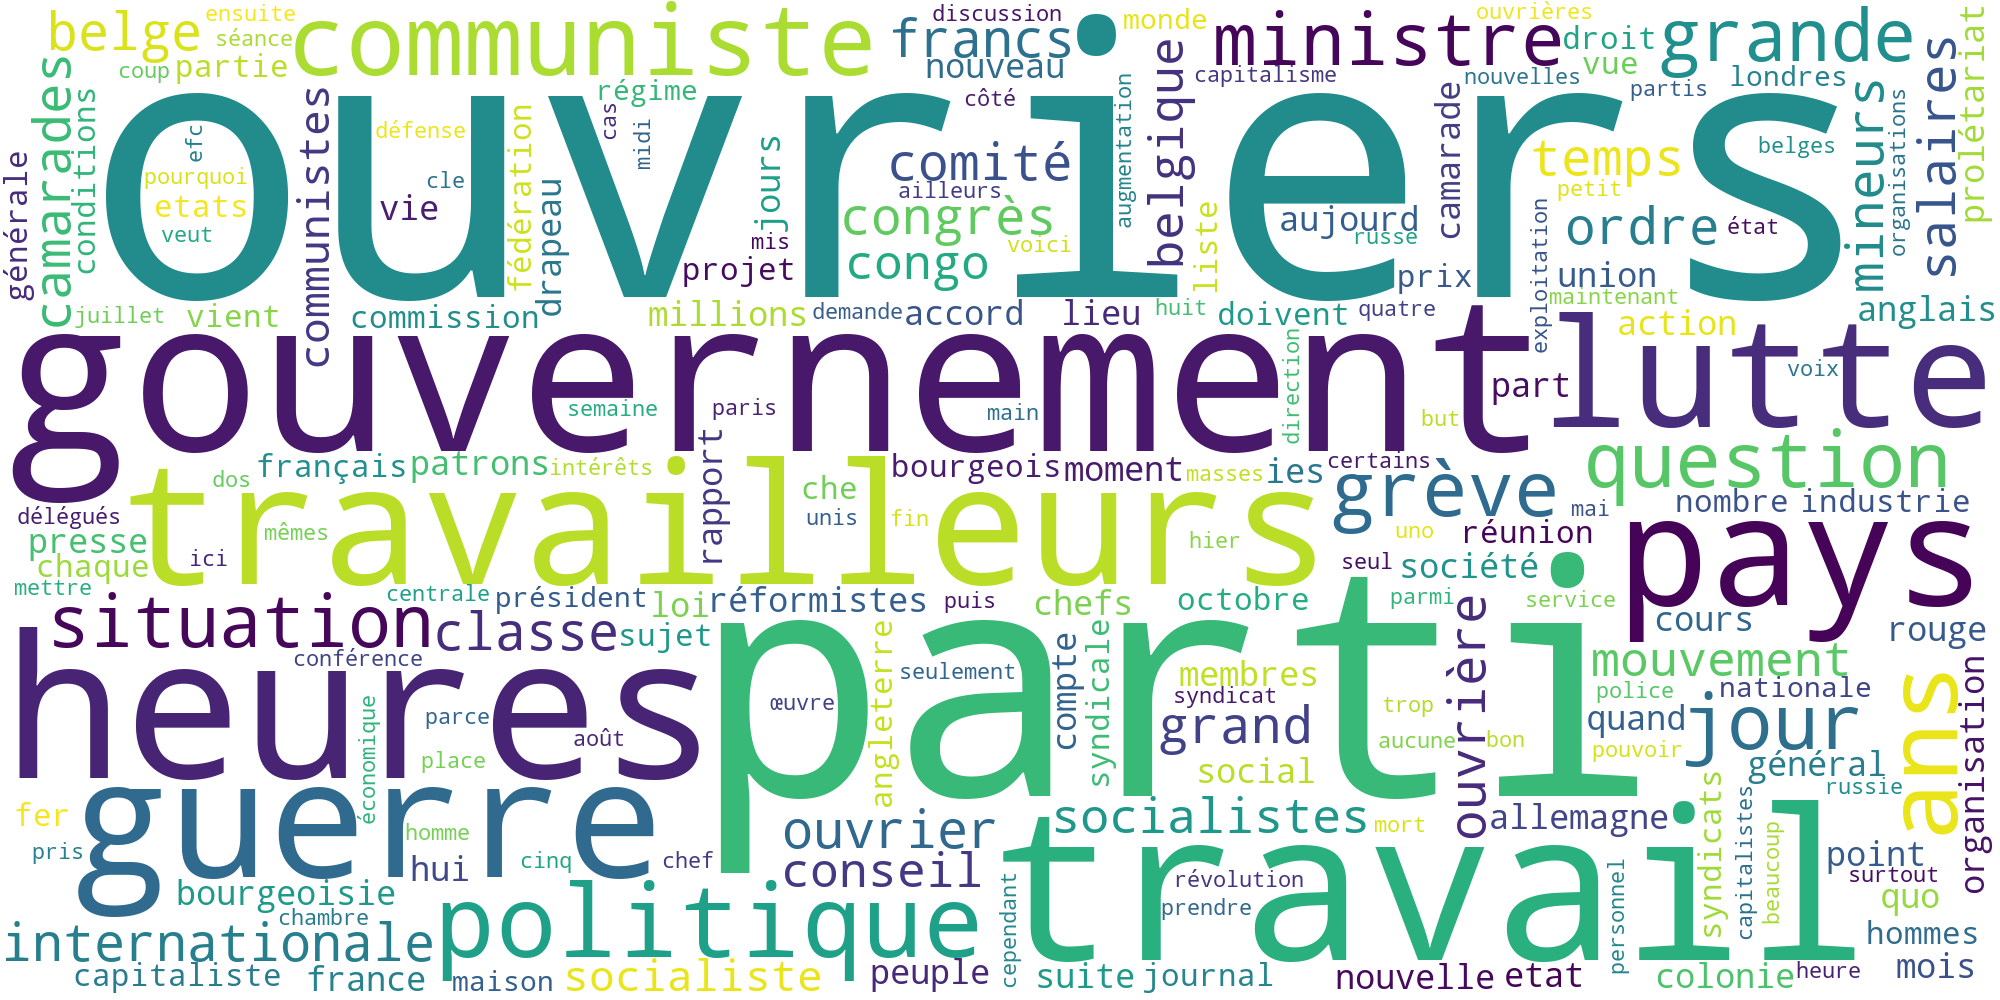 ensuite
discussion
monde
ouvrières
belge
séance
communiste
francs
ministre
droit
grande
prolétariat
coup
partie
nouveau
capitalisme
vue
nouvelles
londres
camarades
conditions
régime
côté
augmentation
belgique
partis
mineurs
organisations
salaires
ouvriers
communistes
défense
fédération
cas
midi
jours
comité
camarade
temps
belges
efc
pourquoi
cle
ailleurs
petit
générale
etats
vie
drapeau
congrès
liste
aujourd
ordre
état
veut
mis
voici
russe
projet
congo
prix
union
exploitation
maintenant
juillet
vient
commission
millions
demande
accord
lieu
huit
doivent
quatre
action
anglais
gouvernement
lutte
semaine
paris
main
direction
but
part
voix
question
dos
français
patrons
intérêts
rapport
bourgeois
moment
masses
ies
certains
grève
che
nombre
industrie
délégués
travailleurs
unis
fin
mai
pays
presse
mêmes
hier
uno
réunion
chaque
ici
seul
société
mettre
centrale
président
loi
réformistes
puis
chefs
octobre
parmi
service
situation
classe
sujet
compte
syndicale
ouvrière
cours
rouge
heures
conférence
angleterre
seulement
membres
mouvement
parti
organisation
économique
parce
œuvre
syndicat
trop
police
nationale
août
grand
quand
jour
ans
place
aucune
bon
pouvoir
social
général
guerre
russie
fer
homme
ouvrier
socialistes
mort
allemagne
syndicats
capitalistes
beaucoup
pris
hui
cinq
chef
conseil
travail
point
bourgeoisie
politique
cependant
révolution
personnel
surtout
chambre
prendre
quo
internationale
hommes
capitaliste
france
maison
socialiste
peuple
suite
journal
nouvelle
etat
colonie
heure
mois